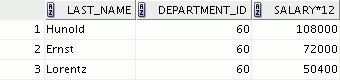 LAST_NAME DEPARTMENT_ID SALARY*12
1 Hunold 60 108000
2 Ernst 60 72000
3 Lorentz 60 50400